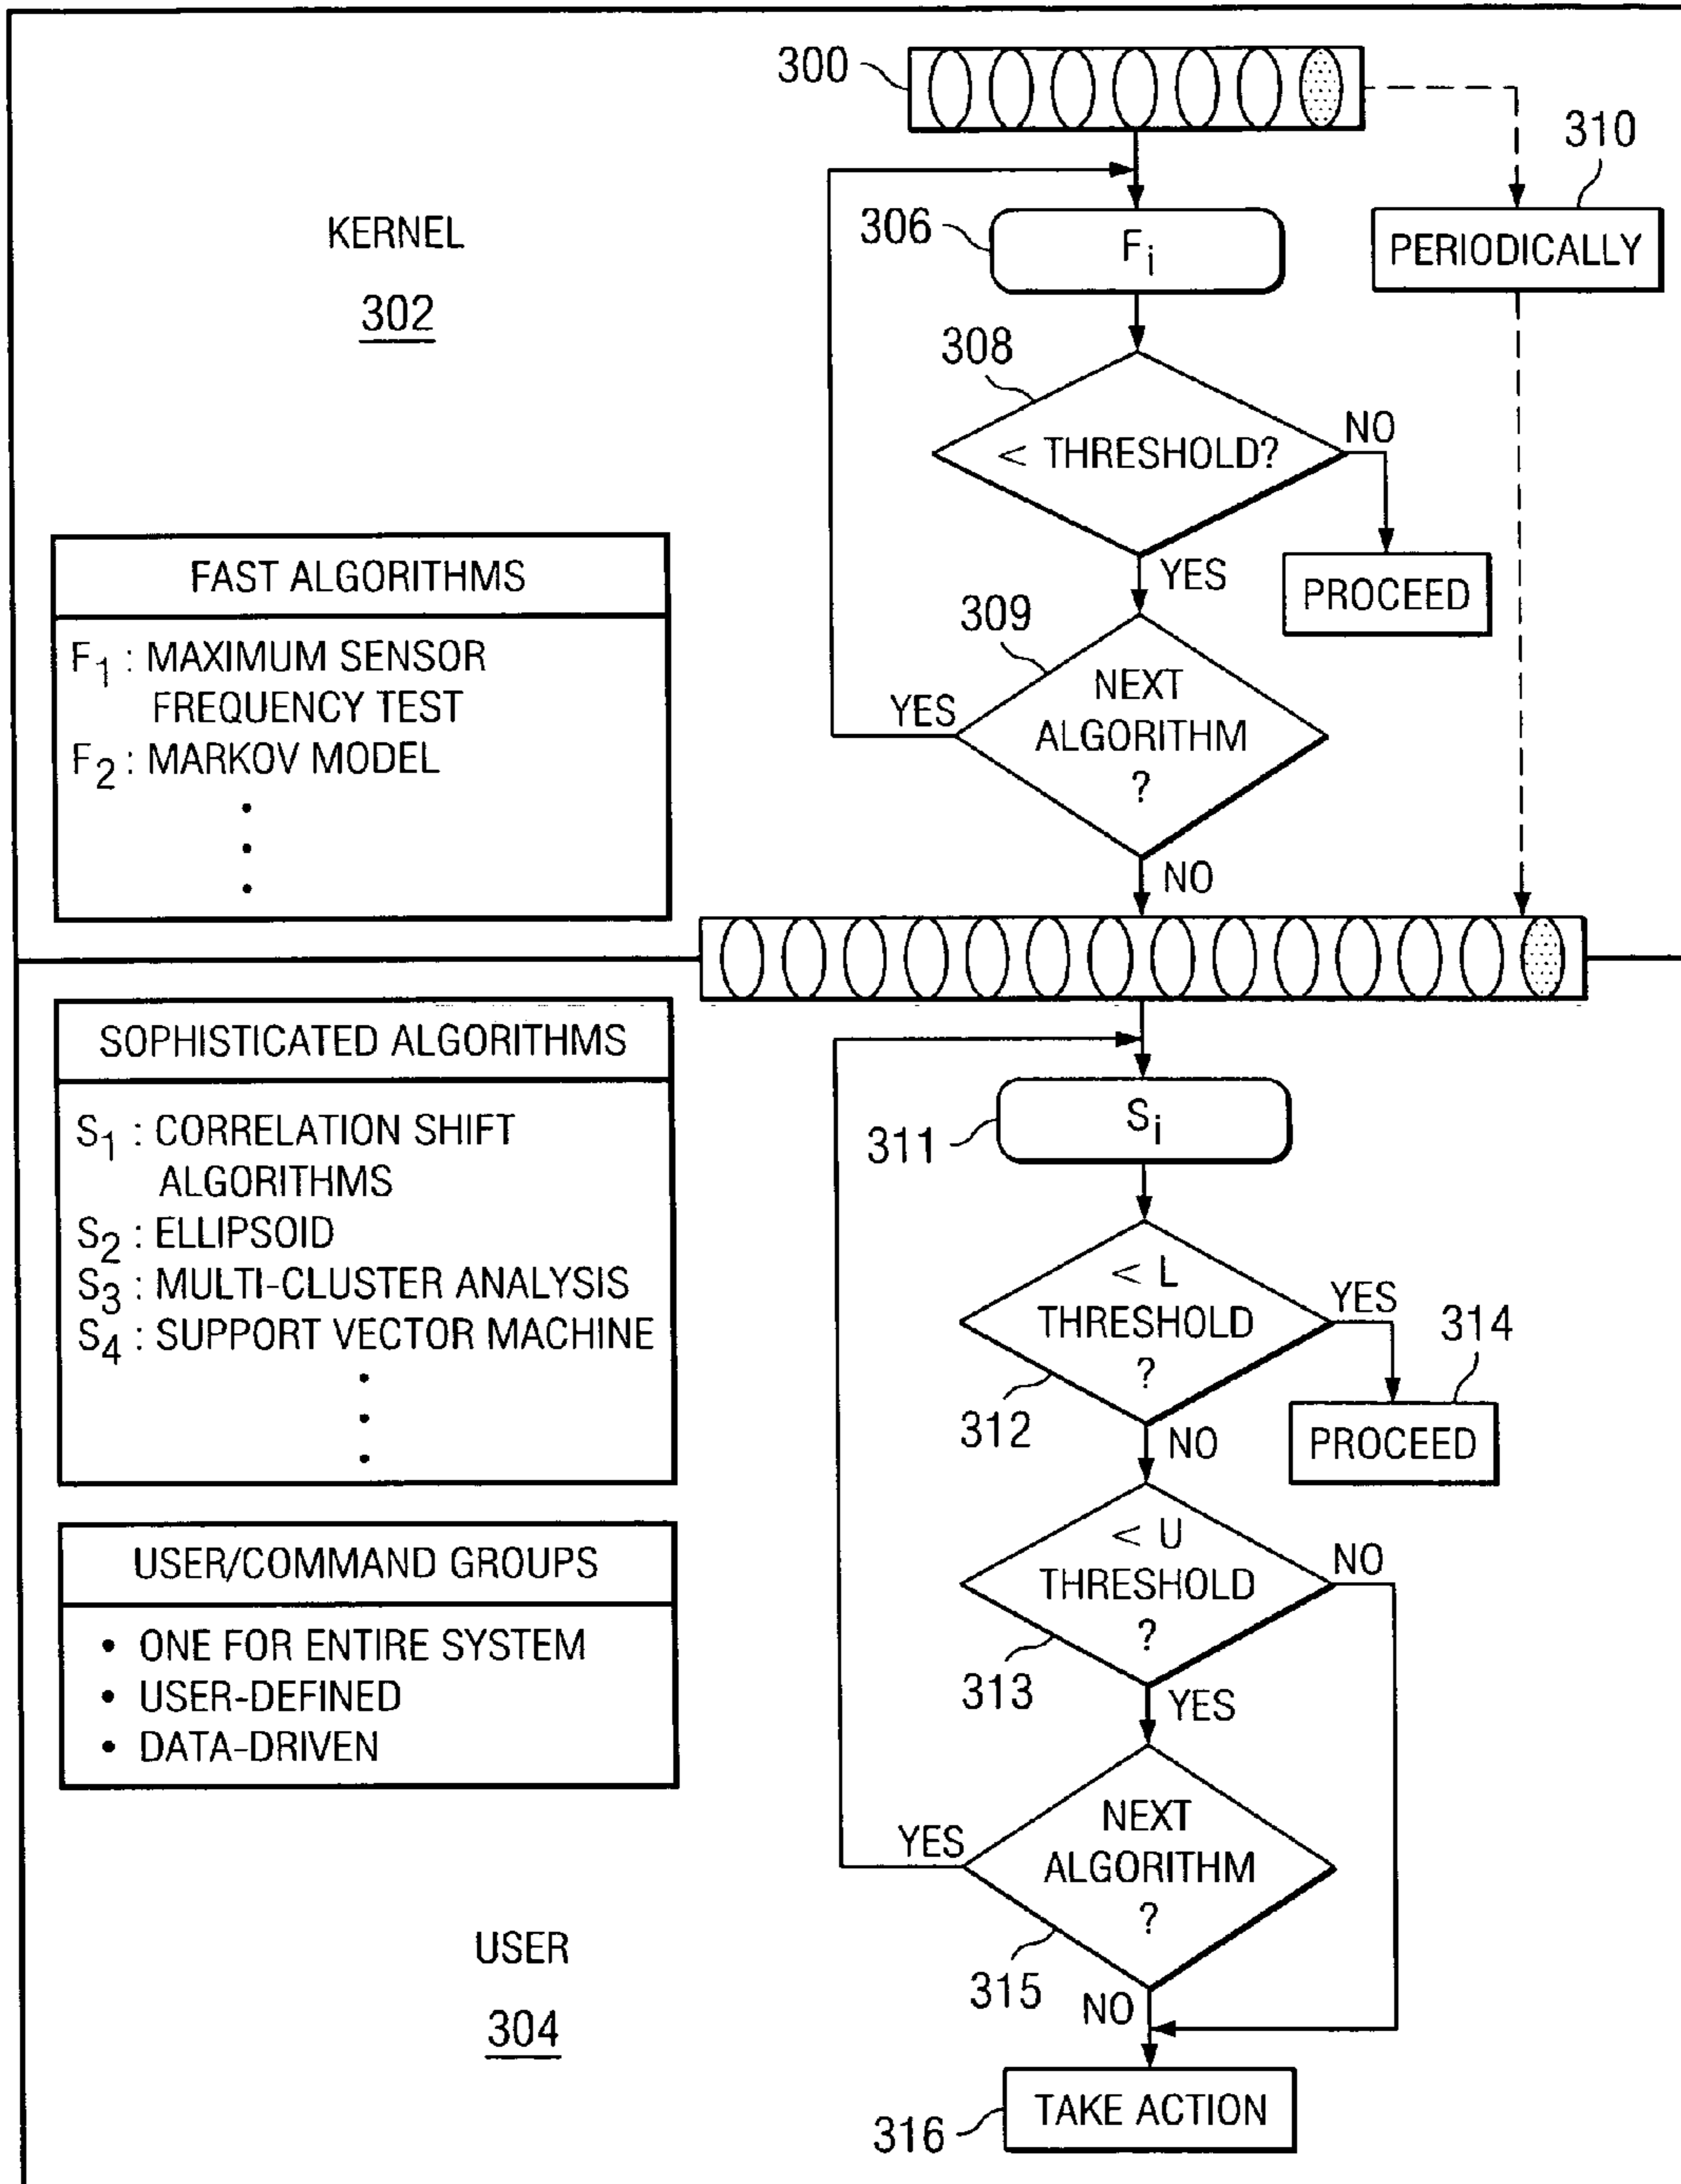 300
310
KERNEL
302
306
F i
PERIODICALLY
308
< THRESHOLD?
NO
YES
PROCEED
FAST ALGORITHMS
F1 : MAXIMUM SENSOR
FREQUENCY TEST
F2 : MARKOV MODEL
309
NEXT
ALGORITHM
?
YES
NO
SOPHISTICATED ALGORITHMS
S1 : CORRELATION SHIFT
ALGORITHMS
S2 : ELLIPSOID
S3 : MULTI-CLUSTER ANALYSIS
S4 : SUPPORT VECTOR MACHINE
311
S i
< L
THRESHOLD
?
YES
312
NO
314
PROCEED
USER/COMMAND GROUPS
• ONE FOR ENTIRE SYSTEM
• USER-DEFINED
• DATA-DRIVEN
< U
THRESHOLD
?
NO
313
YES
NEXT
ALGORITHM
?
YES
315
NO
USER
304
316
TAKE ACTION